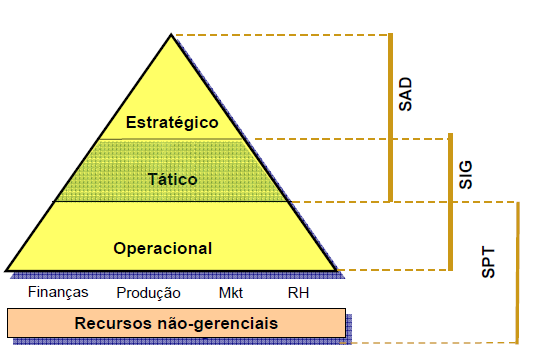 Estratégico
Tático
Operacional
Finanças Produção Mkt RH
Recursos não-gerenciais
SAD
SIG
SPT